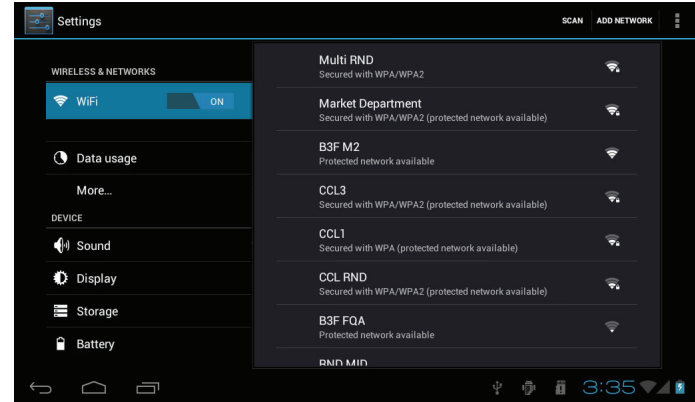 Settings
SCAN
ADD NETWORK
WIRELESS & NETWORKS
WiFi
ON
Data usage
More...
DEVICE
Sound
Display
Storage
Battery
Multi RND
Secured with WPA/WPA2
Market Department
Secured with WPA/WPA2 (protected network available)
B3F M2
Protected network available
CCL3
Secured with WPA/WPA2 (protected network available)
CCL1
Secured with WPA (protected network available)
CCL RND
Secured with WPA/WPA2 (protected network available)
B3F FQA
Protected network available
RND MID
3:35